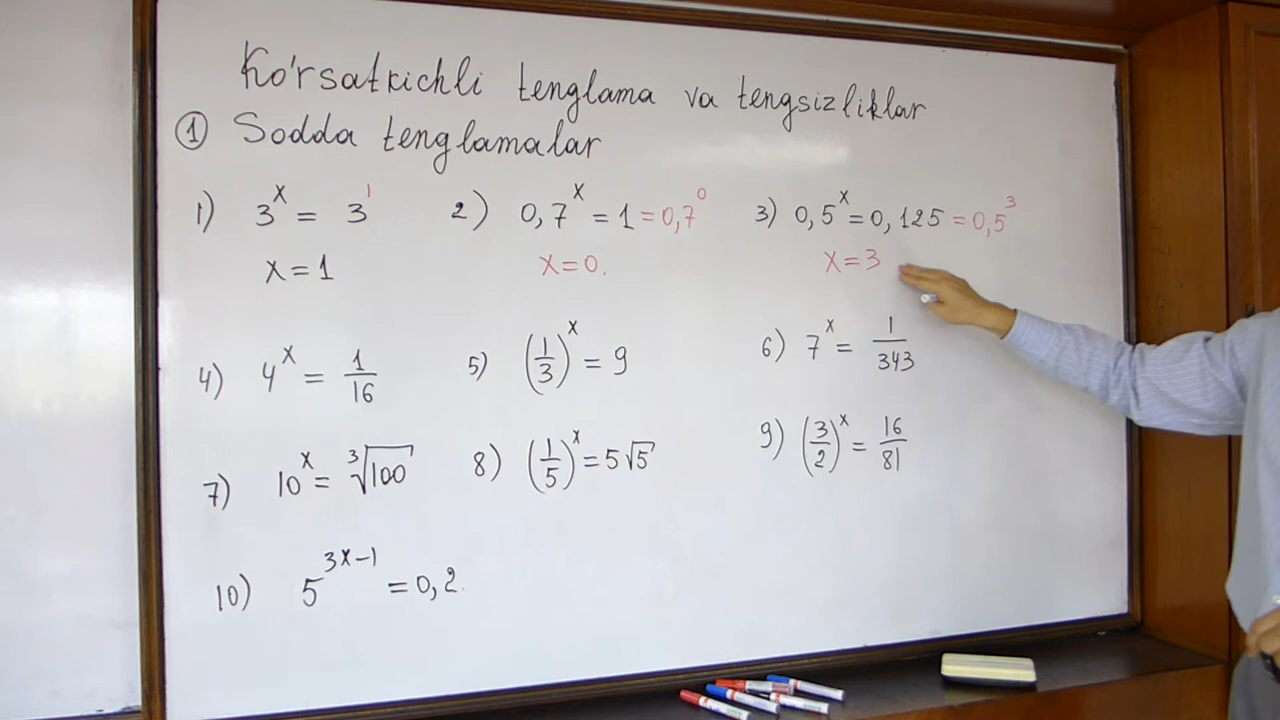 Ko'rsatkichli tenglama va tengsizliklar
① Sodda tenglamalar
1) 3^x = 3^1
x = 1
2) 0,7^x = 1 = 0,7^0
x = 0.
3) 0,5^x = 0,125 = 0,5^3
x = 3
4) 4^x = 1/16
5) (1/3)^x = 9
6) 7^x = 1/343
7) 10^x = ∛100
8) (1/5)^x = 5√5
9) (3/2)^x = 16/81
10) 5^(3x-1) = 0,2.